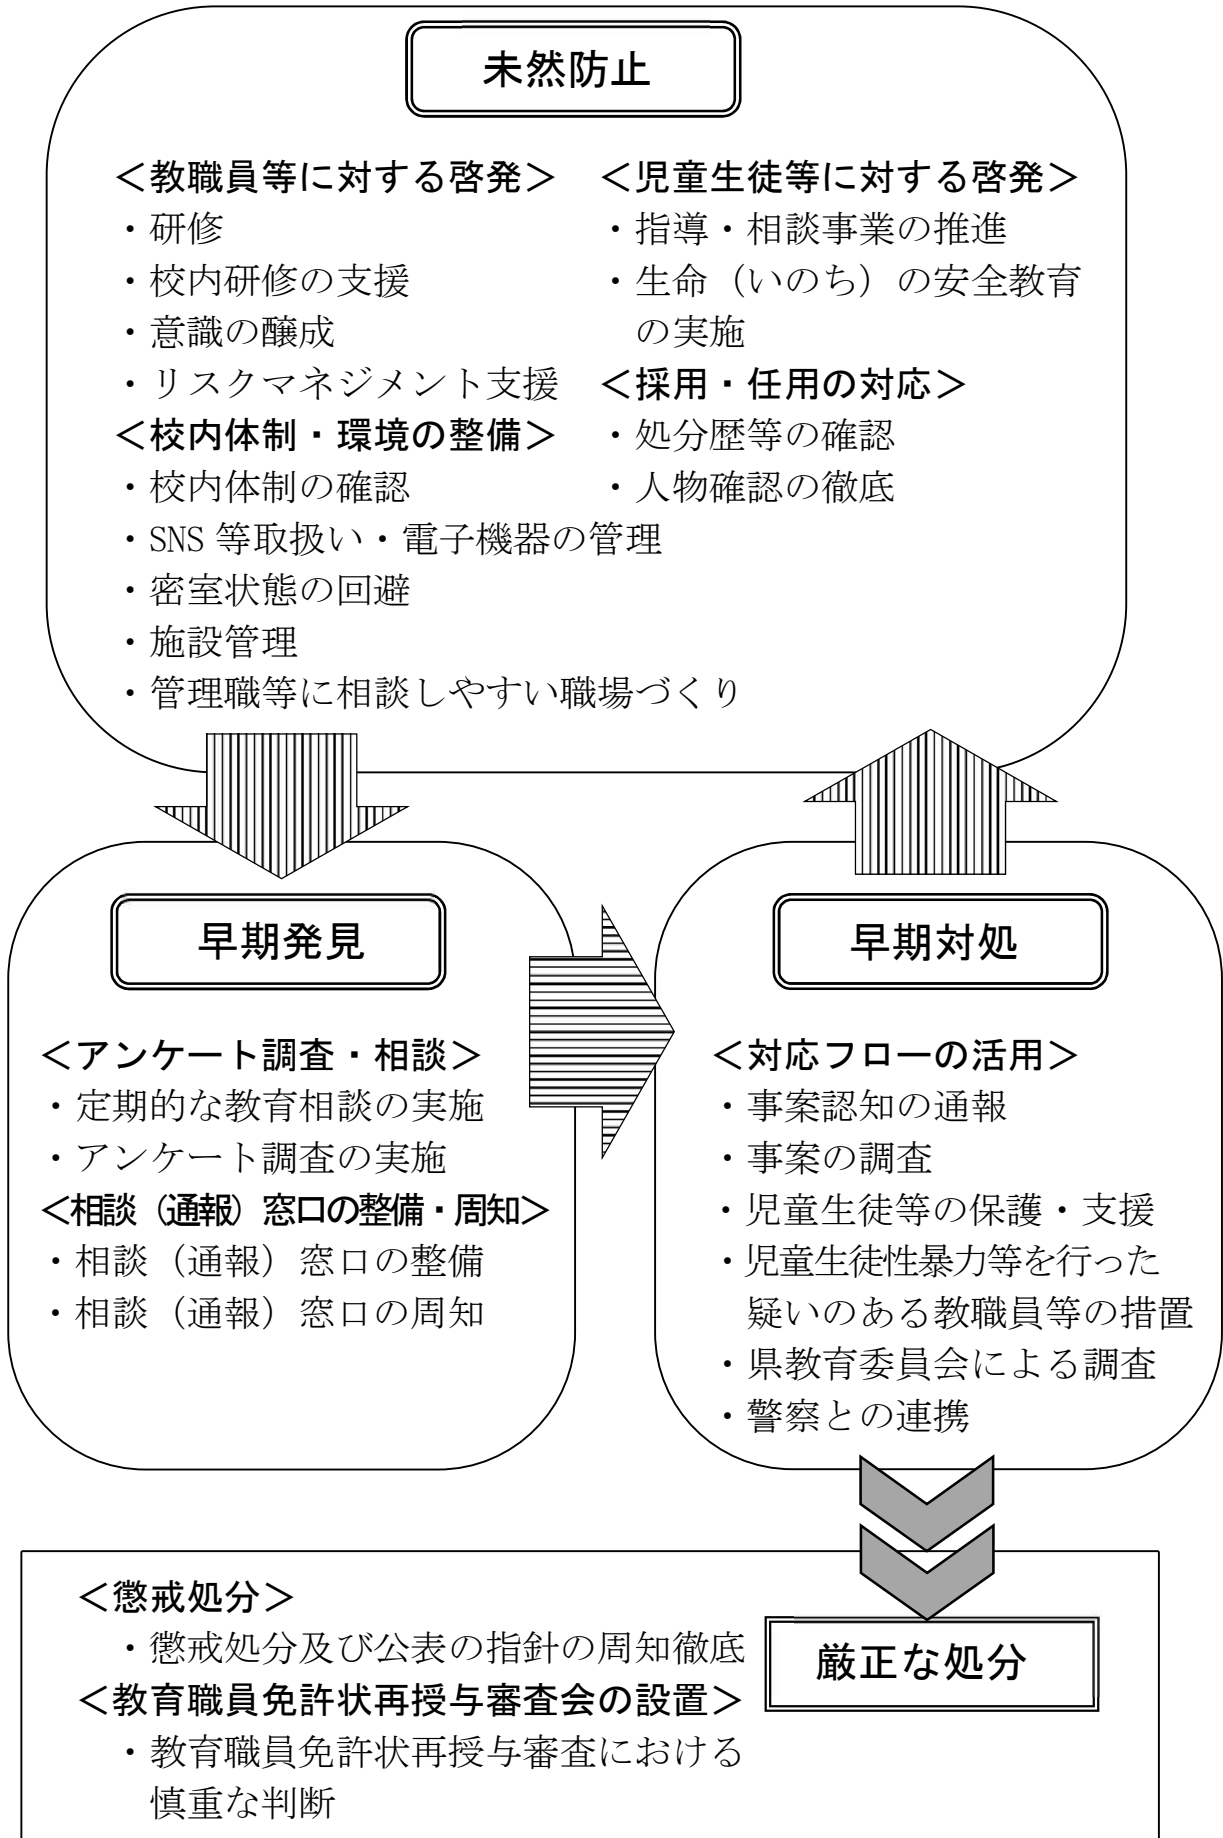 未然防止
＜教職員等に対する啓発＞
・研修
・校内研修の支援
・意識の醸成
・リスクマネジメント支援
＜校内体制・環境の整備＞
・校内体制の確認
・SNS 等取扱い・電子機器の管理
・密室状態の回避
・施設管理
・管理職等に相談しやすい職場づくり
＜児童生徒等に対する啓発＞
・指導・相談事業の推進
・生命（いのち）の安全教育
の実施
＜採用・任用の対応＞
・処分歴等の確認
・人物確認の徹底
早期発見
＜アンケート調査・相談＞
・定期的な教育相談の実施
・アンケート調査の実施
＜相談（通報）窓口の整備・周知＞
・相談（通報）窓口の整備
・相談（通報）窓口の周知
早期対処
＜対応フローの活用＞
・事案認知の通報
・事案の調査
・児童生徒等の保護・支援
・児童生徒性暴力等を行った
疑いのある教職員等の措置
・県教育委員会による調査
・警察との連携
厳正な処分
＜懲戒処分＞
・懲戒処分及び公表の指針の周知徹底
＜教育職員免許状再授与審査会の設置＞
・教育職員免許状再授与審査における
慎重な判断